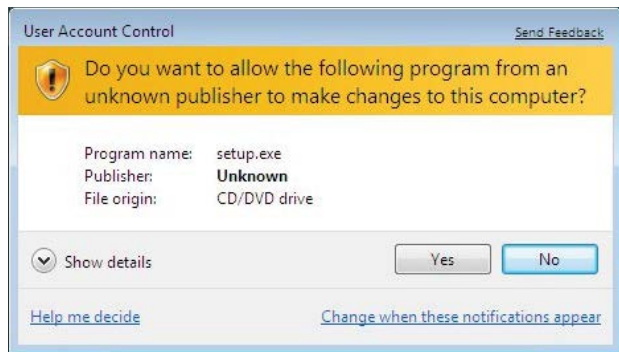 User Account Control
Send Feedback
Do you want to allow the following program from an
unknown publisher to make changes to this computer?
Program name: setup.exe
Publisher: Unknown
File origin: CD/DVD drive
Show details
Yes
No
Help me decide
Change when these notifications appear